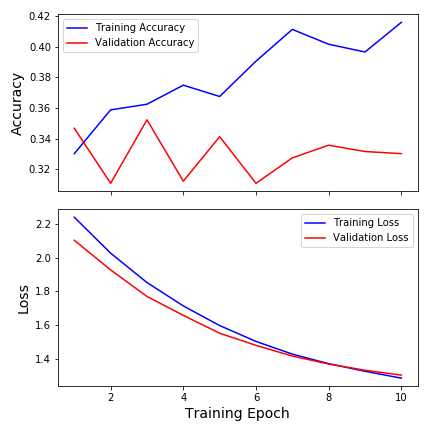 0.42
0.40
0.38
0.36
0.34
0.32
Accuracy
Training Accuracy
Validation Accuracy
2.2
2.0
1.8
1.6
1.4
Loss
Training Loss
Validation Loss
2 4 6 8 10
Training Epoch